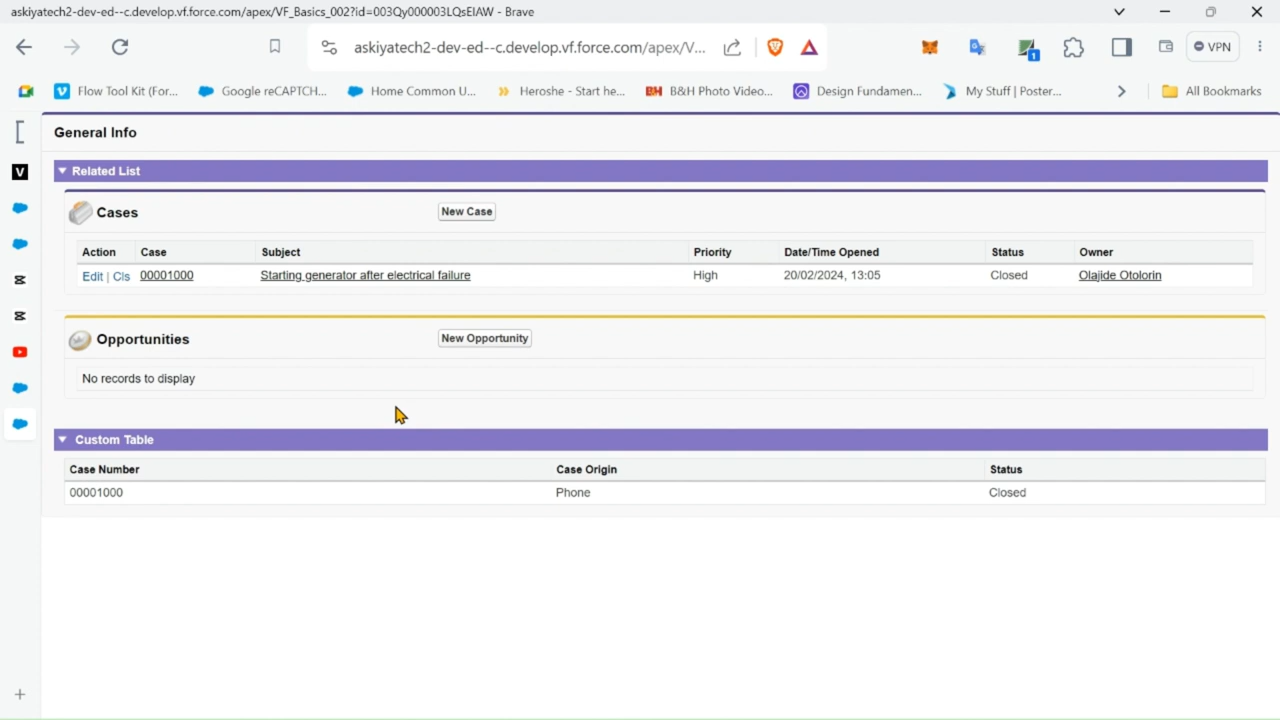 askiyatech2-dev-ed--c.develop.vf.force.com/apex/VF_Basics_002?id=003Qy000003LQsEIAW - Brave
askiyatech2-dev-ed--c.develop.vf.force.com/apex/V...
1
VPN
Flow Tool Kit (For...
Google reCAPTCH...
Home Common U...
Heroshe - Start he...
BH
B&H Photo Video...
Design Fundamen...
My Stuff | Poster...
All Bookmarks
General Info
V
Related List
Cases
New Case
Action Case Subject Priority Date/Time Opened Status Owner
Edit | Cls 00001000 Starting generator after electrical failure High 20/02/2024, 13:05 Closed Olajide Otolorin
Opportunities
New Opportunity
No records to display
Custom Table
Case Number Case Origin Status
00001000 Phone Closed